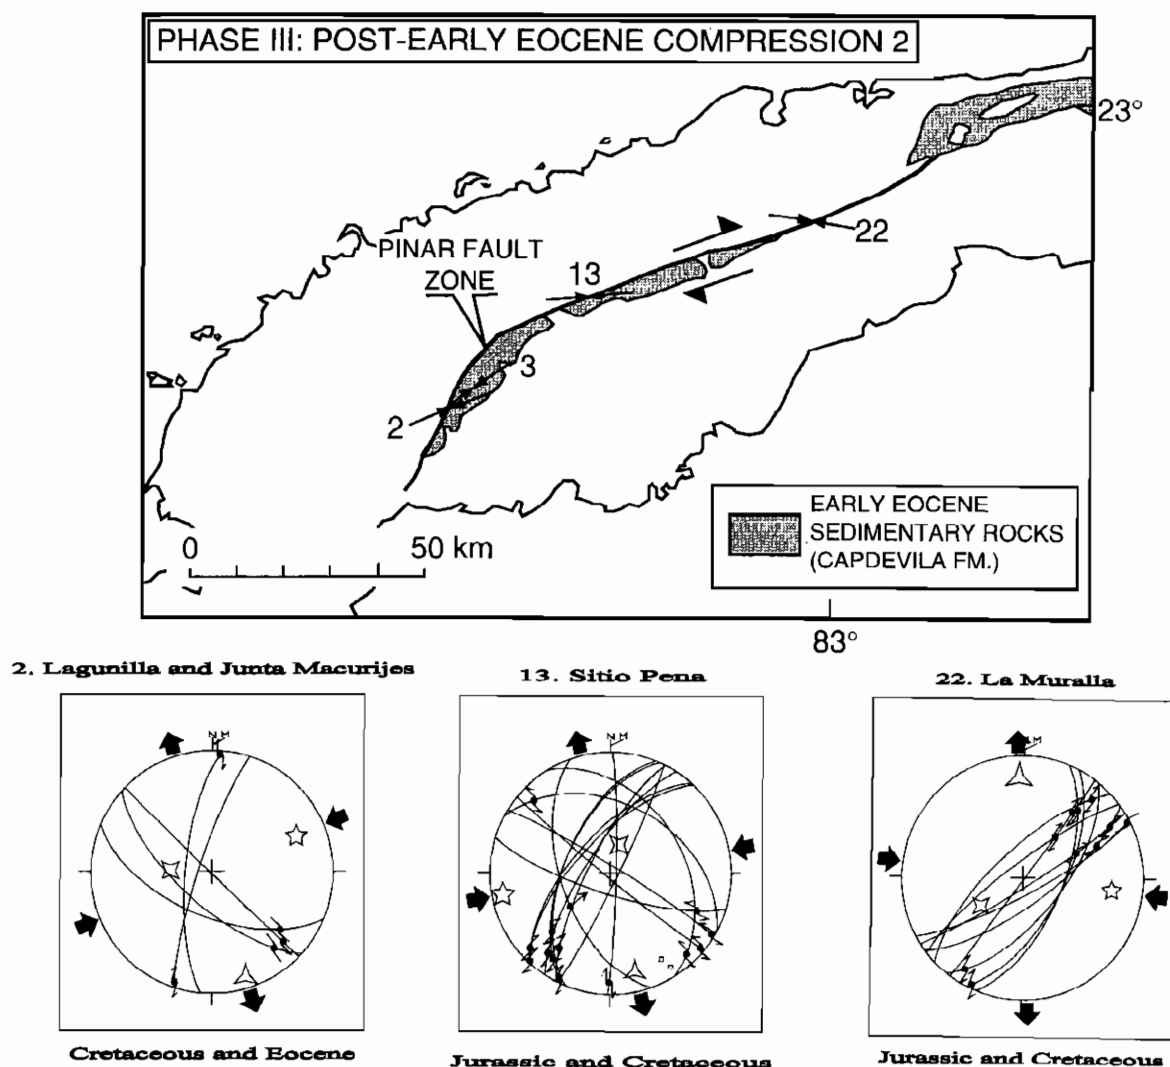 PHASE III: POST-EARLY EOCENE COMPRESSION 2
23°
PINAR FAULT
ZONE
22
13
3
2
EARLY EOCENE
SEDIMENTARY ROCKS
(CAPDEVILA FM.)
0 50 km
83°
2. Lagunilla and Junta Macurijes
13. Sitio Pena
22. La Muralla
N M
N M
M
Cretaceous and Eocene
Jurassic and Cretaceous
Jurassic and Cretaceous